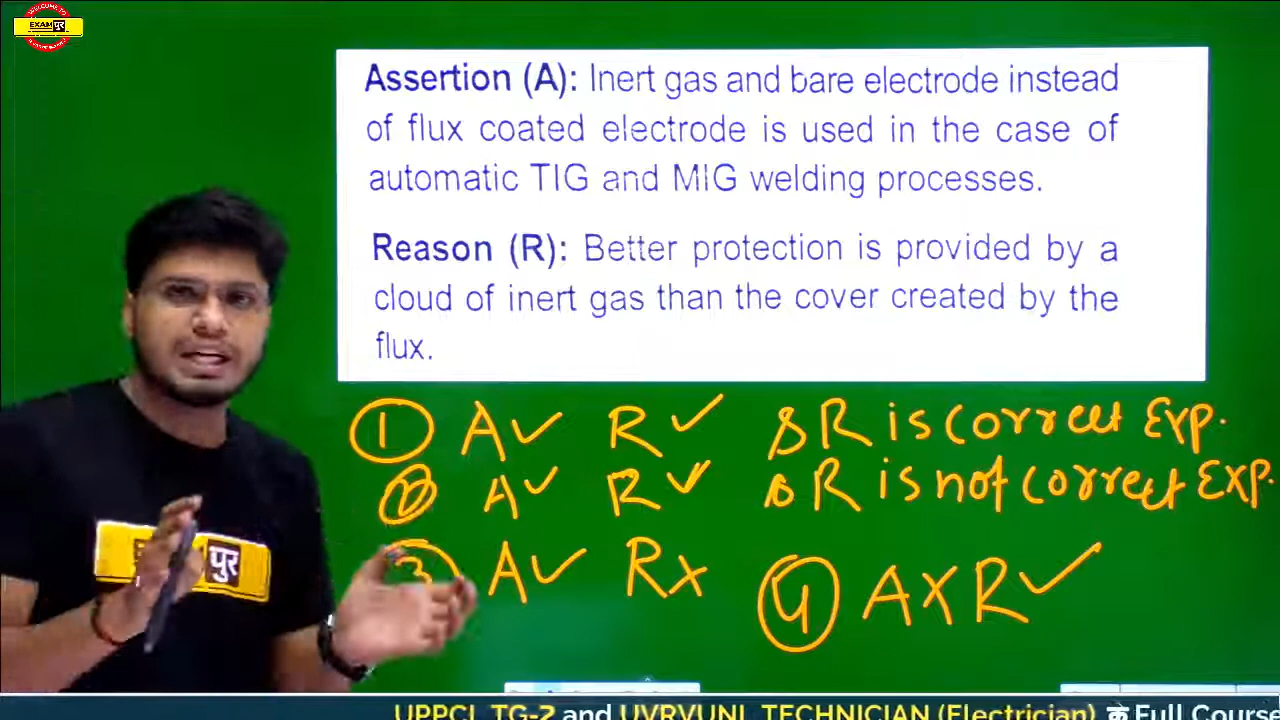 WELCOME TO
EXAMपुर
Assertion (A): Inert gas and bare electrode instead
of flux coated electrode is used in the case of
automatic TIG and MIG welding processes.
Reason (R): Better protection is provided by a
cloud of inert gas than the cover created by the
flux.
① A✓ R✓ & R is correct Exp.
② A✓ R✓ & R is not correct Exp.
③ A✓ R× ④ A×R✓
पुर
UPPCL TG-2 and UVRVUNL TECHNICIAN (Electrician) का Full Course